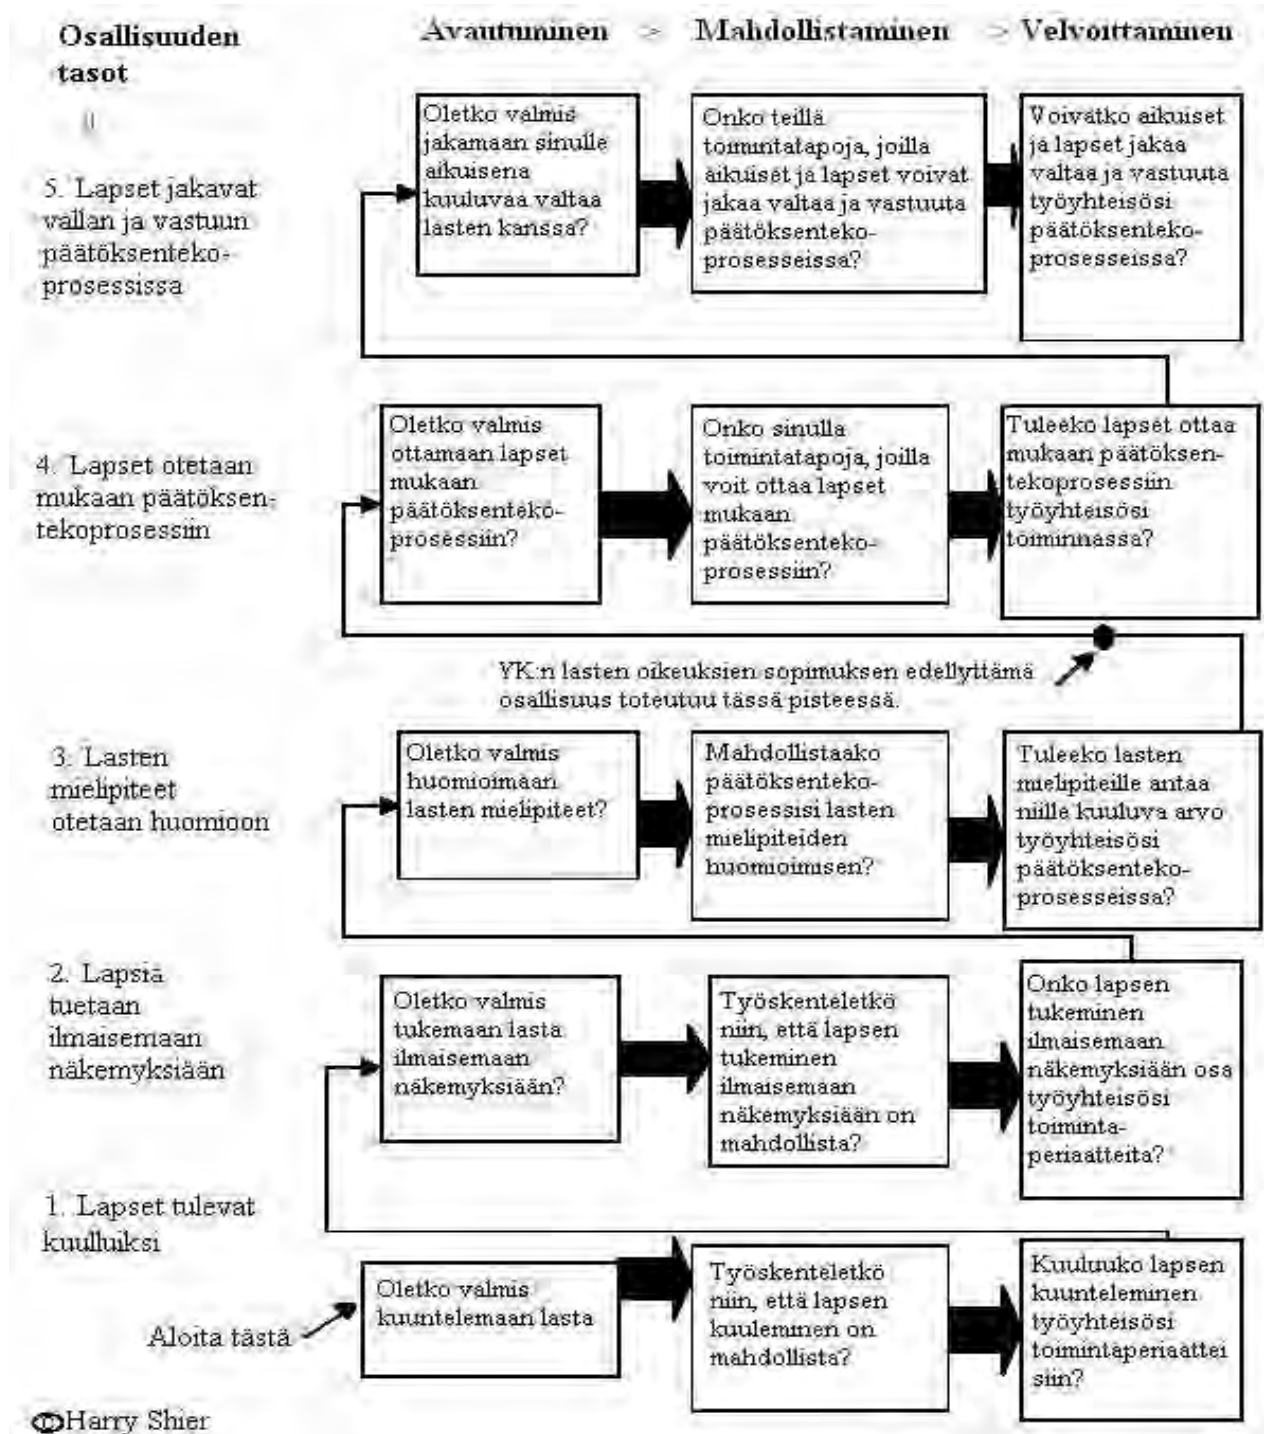 Osallisuuden
tasot
Avautuminen > Mahdollistaminen > Velvoittaminen
5. Lapset jakavat
vallan ja vastuun
päätöksenteko-
prosessissa
Oletko valmis
jakamaan sinulle
aikuisena
kuuluvaa valtaa
lasten kanssa?
Onko teillä
toimintatapoja, joilla
aikuiset ja lapset voivat
jakaa valtaa ja vastuuta
päätöksenteko-
prosesseissa?
Voivatko aikuiset
ja lapset jakaa
valtaa ja vastuuta
työyhteisösi
päätöksenteko-
prosesseissa?
4. Lapset otetaan
mukaan päätöksen-
tekoprosessiin
Oletko valmis
ottamaan lapset
mukaan
päätöksenteko-
prosessiin?
Onko sinulla
toimintatapoja, joilla
voit ottaa lapset
mukaan
päätöksenteko-
prosessiin?
Tuleeko lapset ottaa
mukaan päätöksen-
tekoprosessiin
työyhteisösi
toiminnassa?
YK:n lasten oikeuksien sopimuksen edellyttämä
osallisuus toteutuu tässä pisteessä.
3. Lasten
mielipiteet
otetaan huomioon
Oletko valmis
huomioimaan
lasten mielipiteet?
Mahdollistaako
päätöksenteko-
prosessisi lasten
mielipiteiden
huomioimisen?
Tuleeko lasten
mielipiteille antaa
niille kuuluva arvo
työyhteisösi
päätöksenteko-
prosesseissa?
2. Lapsia
tuetaan
ilmaisemaan
näkemyksiään
Oletko valmis
tukemaan lasta
ilmaisemaan
näkemyksiään?
Työskenteletkö
niin, että lapsen
tukeminen
ilmaisemaan
näkemyksiään on
mahdollista?
Onko lapsen
tukeminen
ilmaisemaan
näkemyksiään osa
työyhteisösi
toiminta-
periaatteita?
1. Lapset tulevat
kuulluiksi
Aloita tästä
Oletko valmis
kuuntelemaan lasta
Työskenteletkö
niin, että lapsen
kuuleminen on
mahdollista?
Kuuluuko lapsen
kuunteleminen
työyhteisösi
toimintaperiaattei
siin?
©Harry Shier